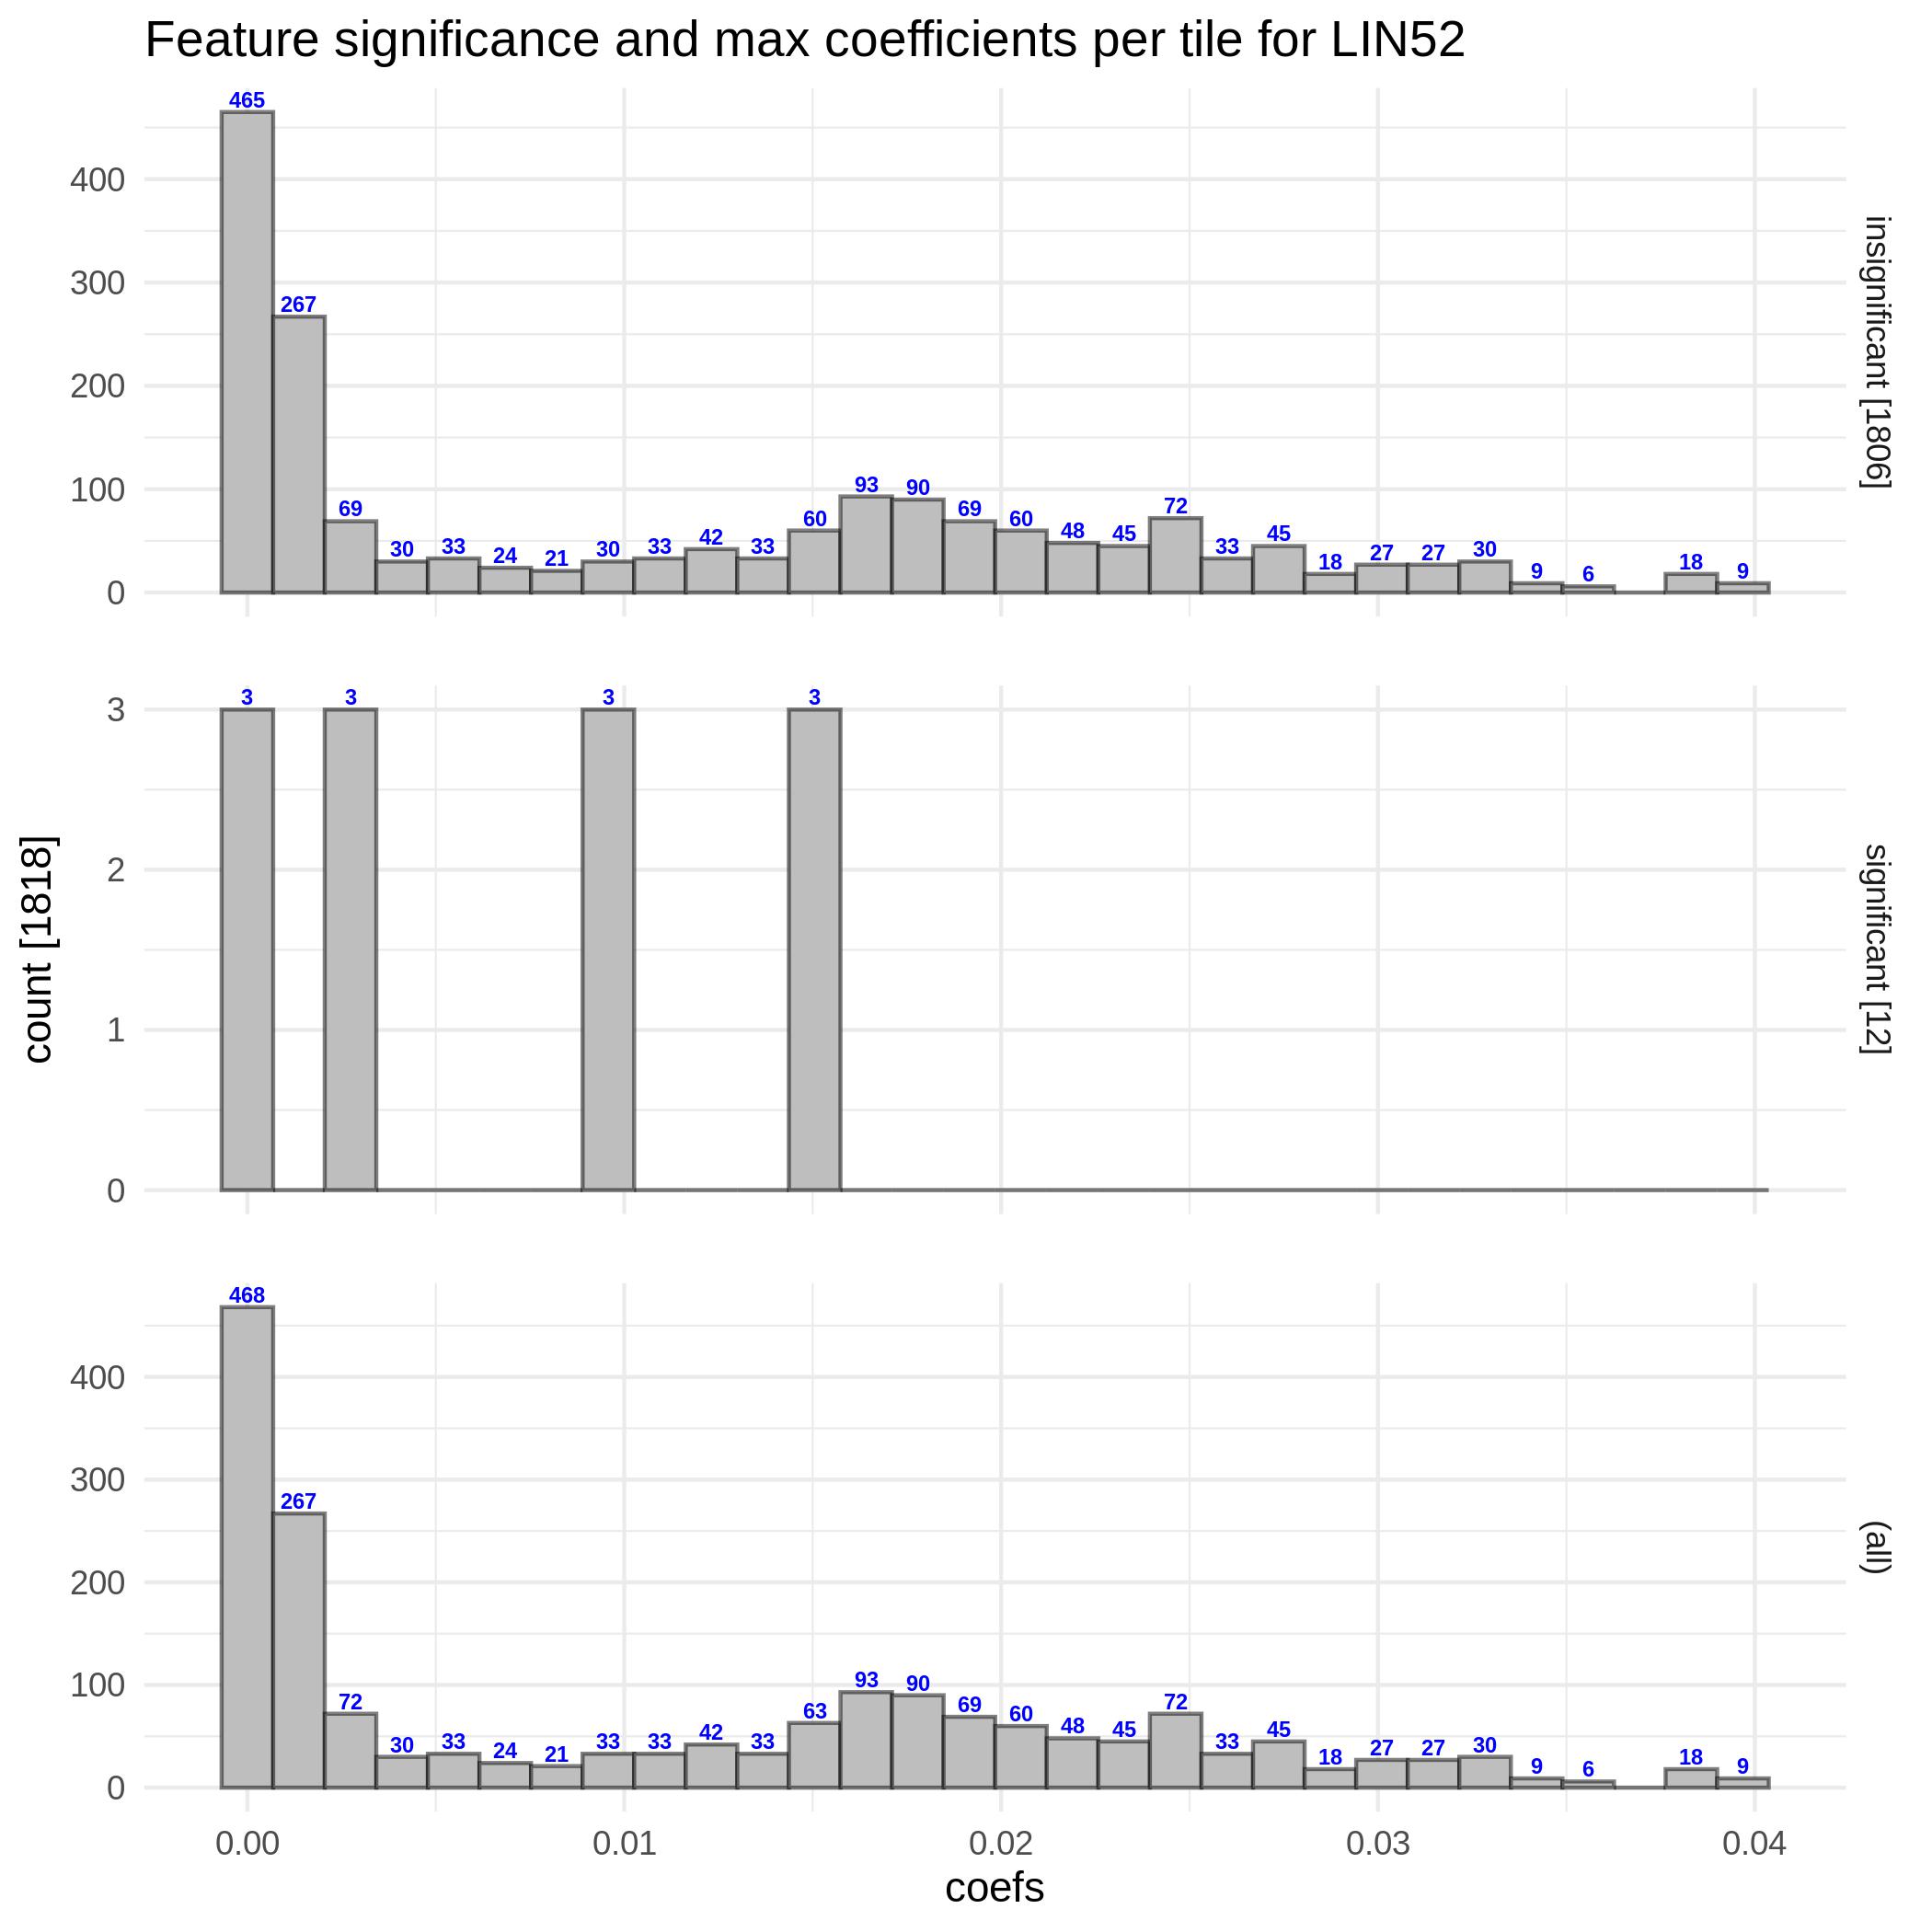 Feature significance and max coefficients per tile for LIN52
count [1818]
400
300
200
100
0
465 267 69 30 33 24 21 30 33 42 33 60 93 90 69 60 48 45 72 33 45 18 27 27 30 9 6 18 9
insignificant [1806]
3
2
1
0
3 3 3 3
significant [12]
400
300
200
100
0
468 267 72 30 33 24 21 33 33 42 33 63 93 90 69 60 48 45 72 33 45 18 27 27 30 9 6 18 9
(all)
0.00 0.01 0.02 0.03 0.04
coefs